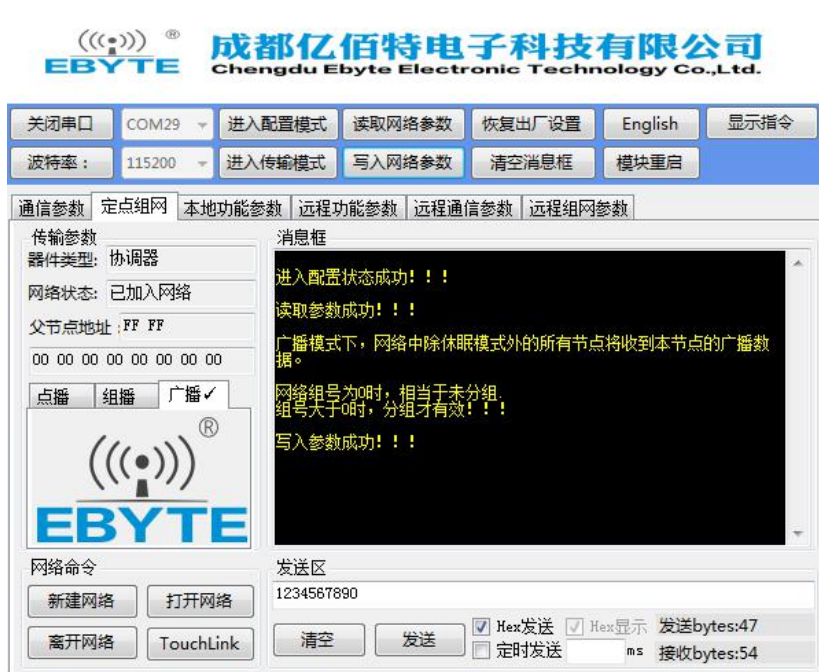 ((•)) ®
EBYTE
成都亿佰特电子科技有限公司
Chengdu Ebyte Electronic Technology Co.,Ltd.
关闭串口 COM29 进入配置模式 读取网络参数 恢复出厂设置 English 显示指令
波特率： 115200 进入传输模式 写入网络参数 清空消息框 模块重启
通信参数 定点组网 本地功能参数 远程功能参数 远程通信参数 远程组网参数
传输参数
器件类型: 协调器
网络状态: 已加入网络
父节点地址: FF FF
00 00 00 00 00 00 00 00
点播 组播 广播✓
®
EBYTE
网络命令
新建网络 打开网络
离开网络 TouchLink
消息框
进入配置状态成功！！！
读取参数成功！！！
广播模式下，网络中除休眠模式外的所有节点将收到本节点的广播数
据。
网络组号为0时，相当于未分组.
组号大于0时，分组才有效！！！
写入参数成功！！！
发送区
1234567890
清空 发送 Hex发送 Hex显示 发送bytes:47
定时发送 ms 接收bytes:54